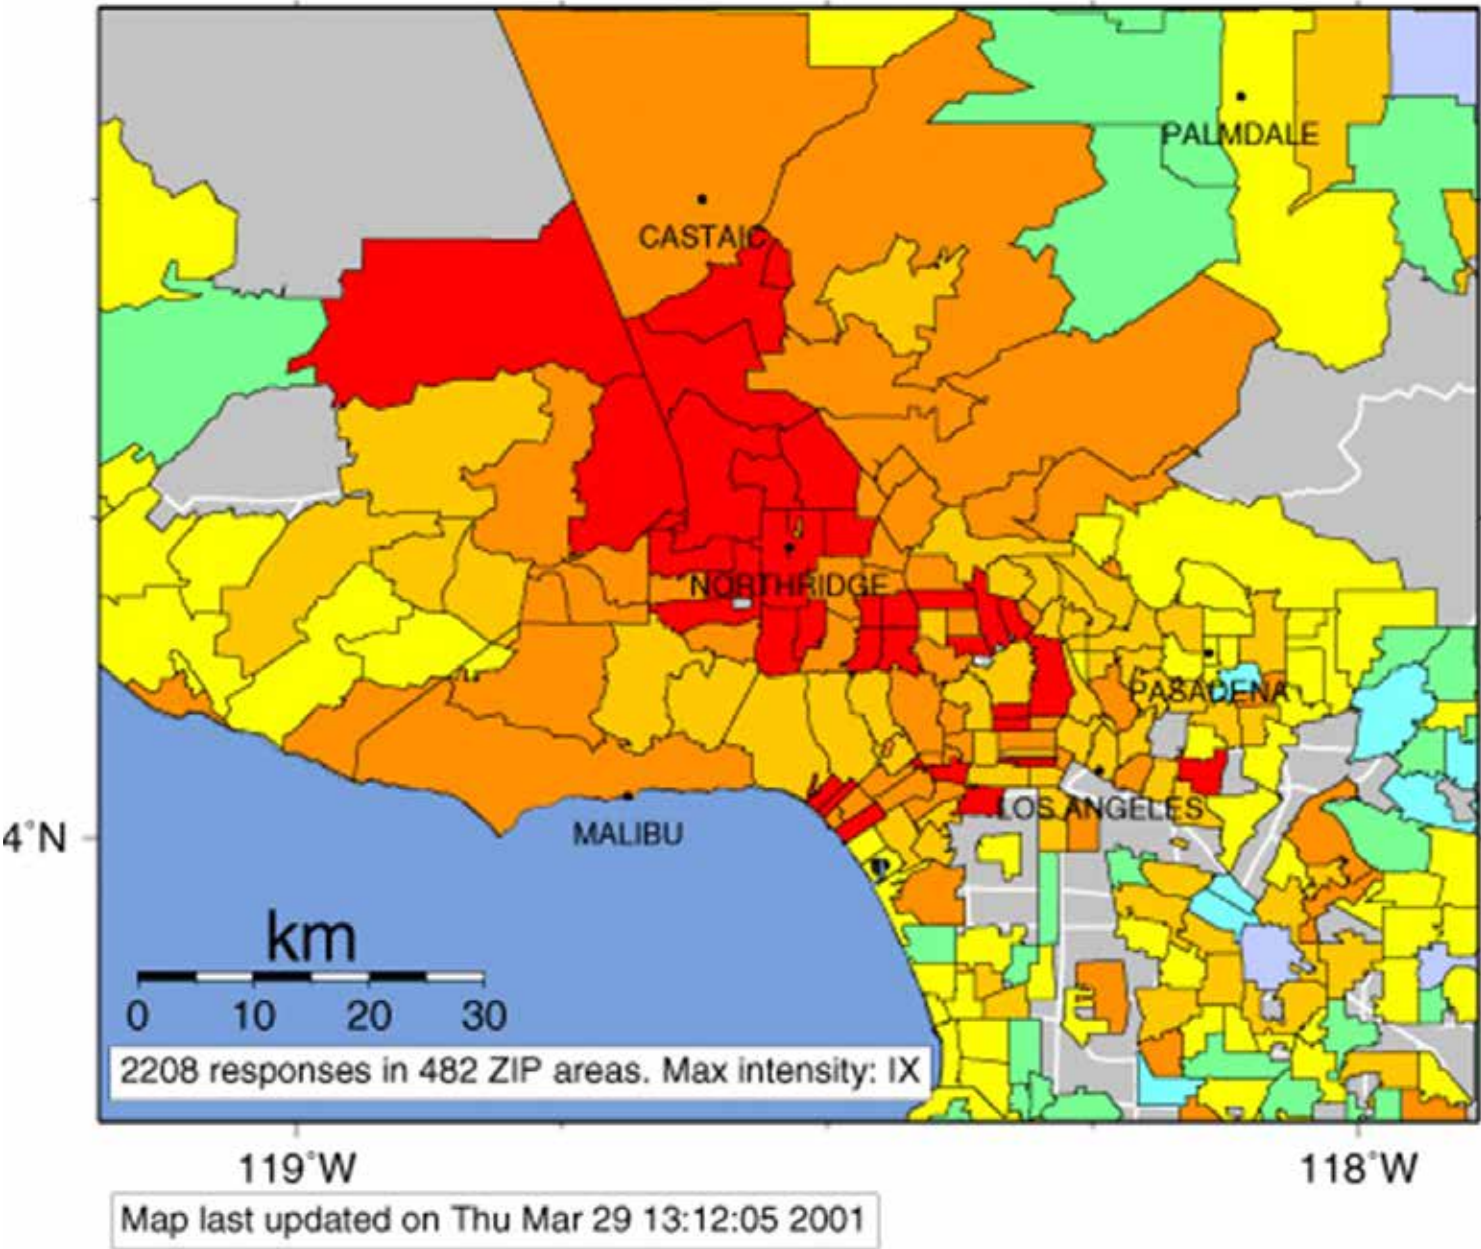 PALMDALE
CASTAIC
NORTHRIDGE
PASADENA
LOS ANGELES
MALIBU
4°N
km
0 10 20 30
2208 responses in 482 ZIP areas. Max intensity: IX
119°W 118°W
Map last updated on Thu Mar 29 13:12:05 2001